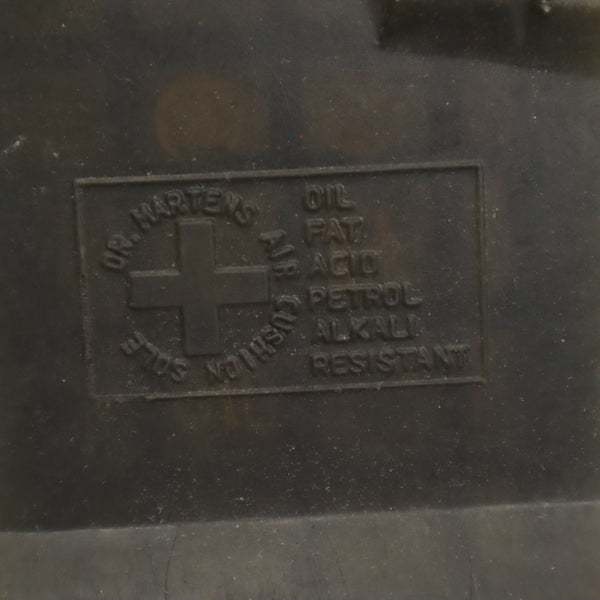 DR. MARTENS AIR CUSHION SOLE
OIL
FAT
ACID
PETROL
ALKALI
RESISTANT